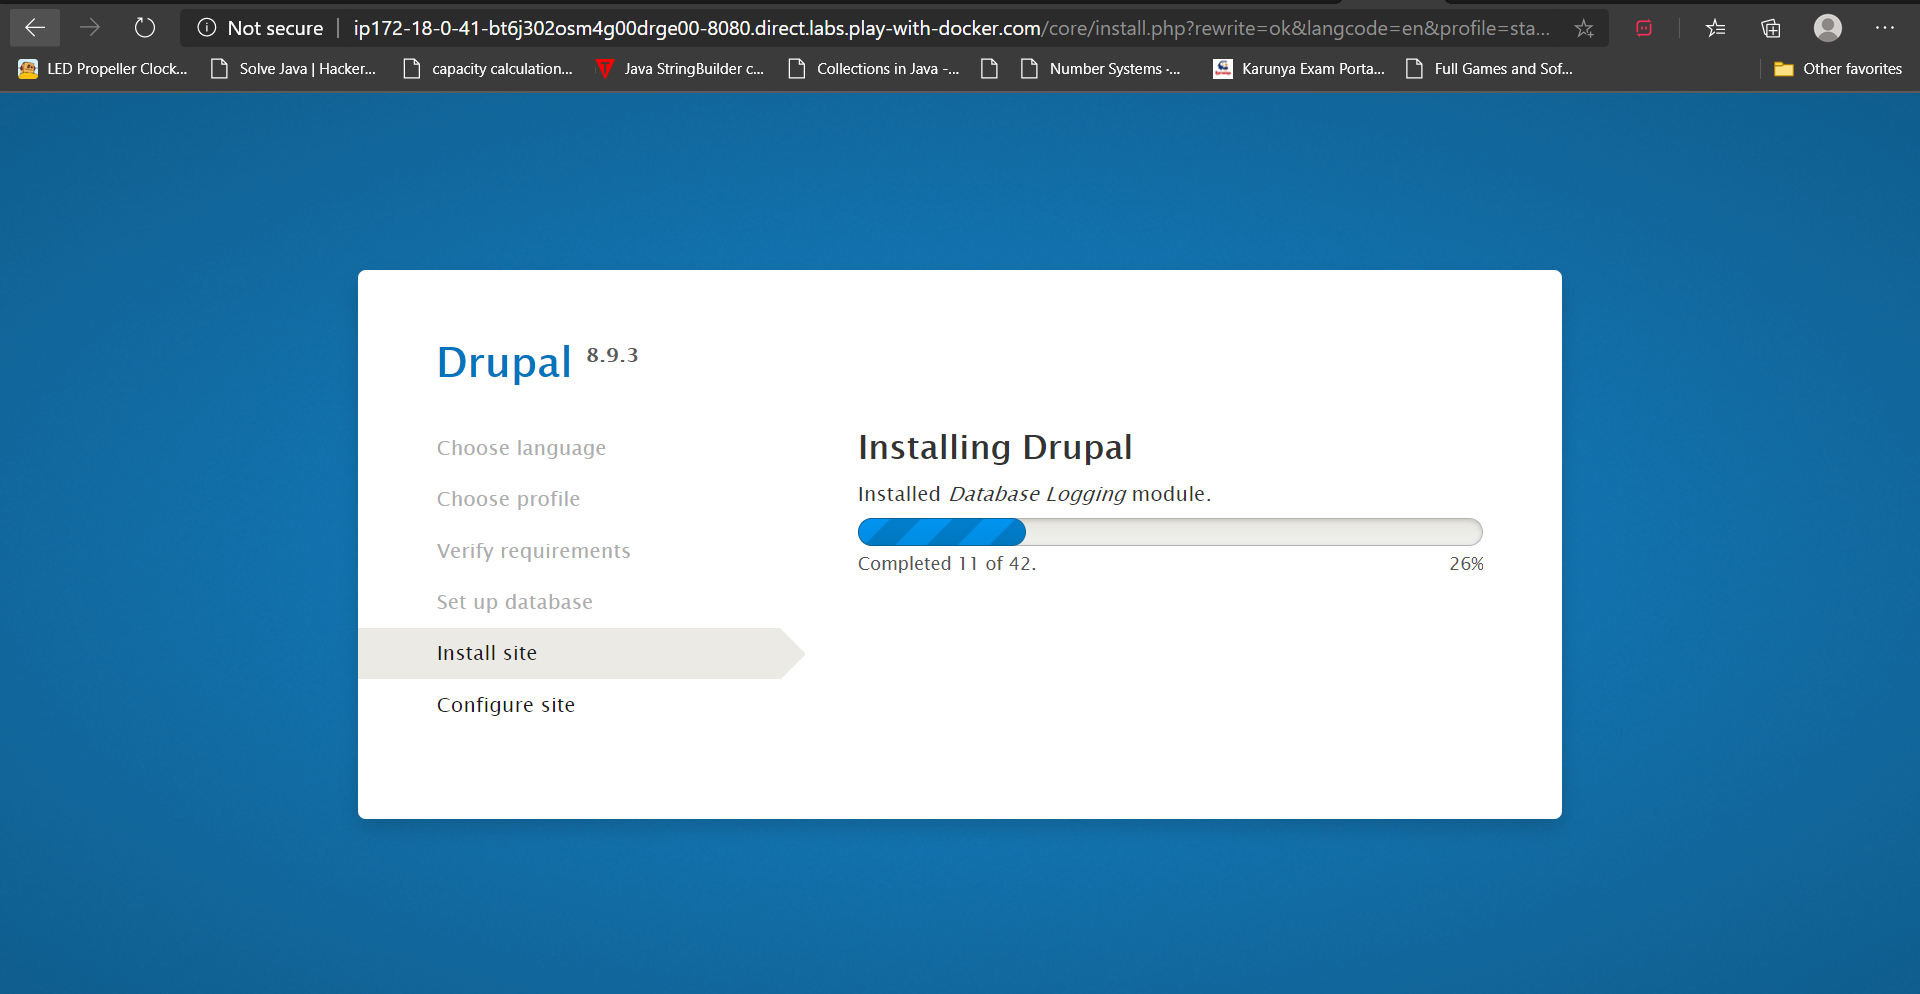 Not secure | ip172-18-0-41-bt6j302osm4g00drge00-8080.direct.labs.play-with-docker.com/core/install.php?rewrite=ok&langcode=en&profile=sta...
LED Propeller Clock... Solve Java | Hacker... capacity calculation... Java StringBuilder c... Collections in Java -... Number Systems -... Karunya Exam Porta... Full Games and Sof... Other favorites
Drupal 8.9.3
Choose language
Choose profile
Verify requirements
Set up database
Install site
Configure site
Installing Drupal
Installed Database Logging module.
Completed 11 of 42. 26%